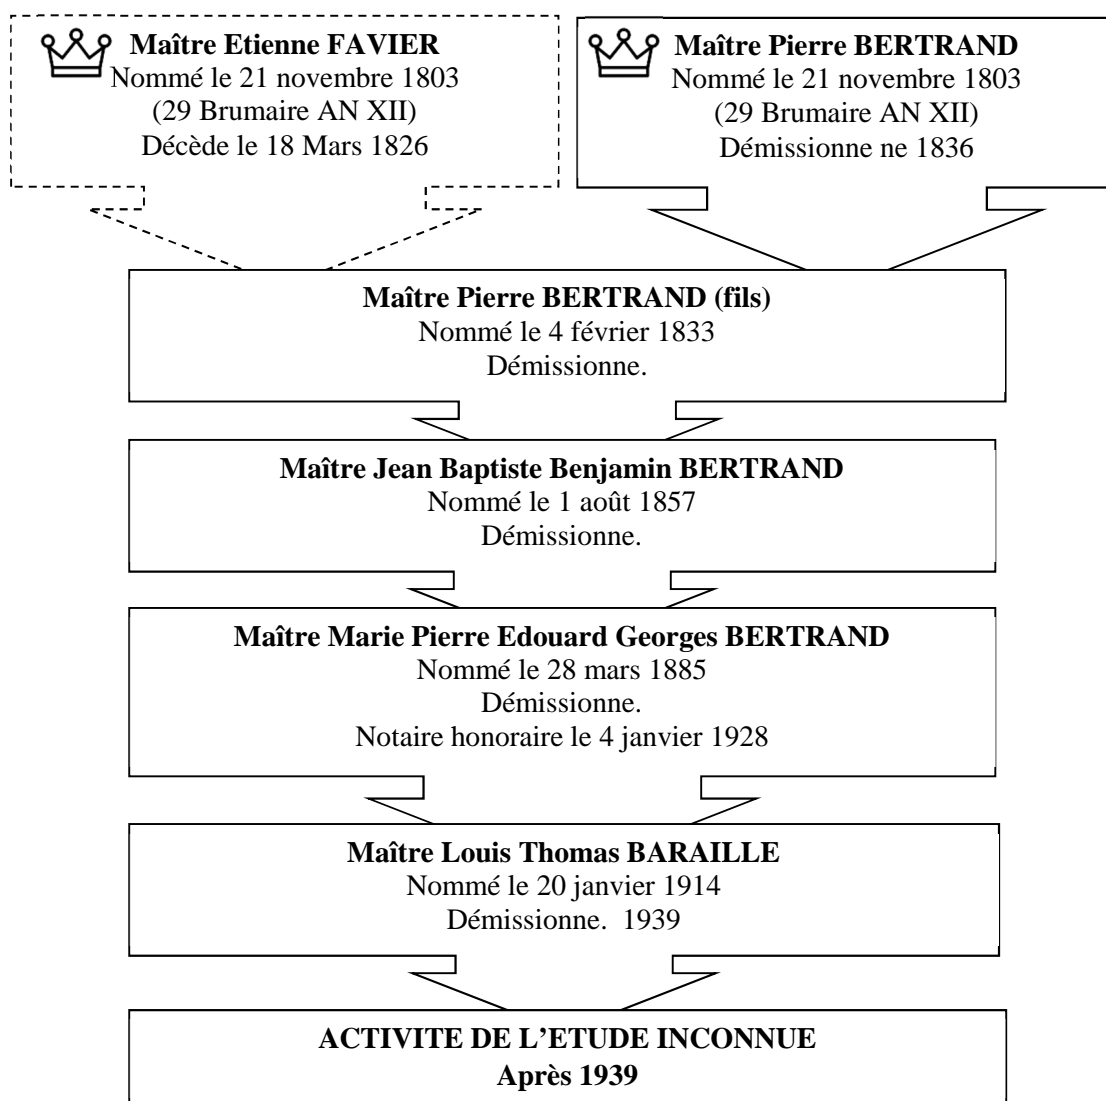 Maître Etienne FAVIER
Nommé le 21 novembre 1803
(29 Brumaire AN XII)
Décède le 18 Mars 1826
Maître Pierre BERTRAND
Nommé le 21 novembre 1803
(29 Brumaire AN XII)
Démissionne ne 1836
Maître Pierre BERTRAND (fils)
Nommé le 4 février 1833
Démissionne.
Maître Jean Baptiste Benjamin BERTRAND
Nommé le 1 août 1857
Démissionne.
Maître Marie Pierre Edouard Georges BERTRAND
Nommé le 28 mars 1885
Démissionne.
Notaire honoraire le 4 janvier 1928
Maître Louis Thomas BARAILLE
Nommé le 20 janvier 1914
Démissionne. 1939
ACTIVITE DE L'ETUDE INCONNUE
Après 1939